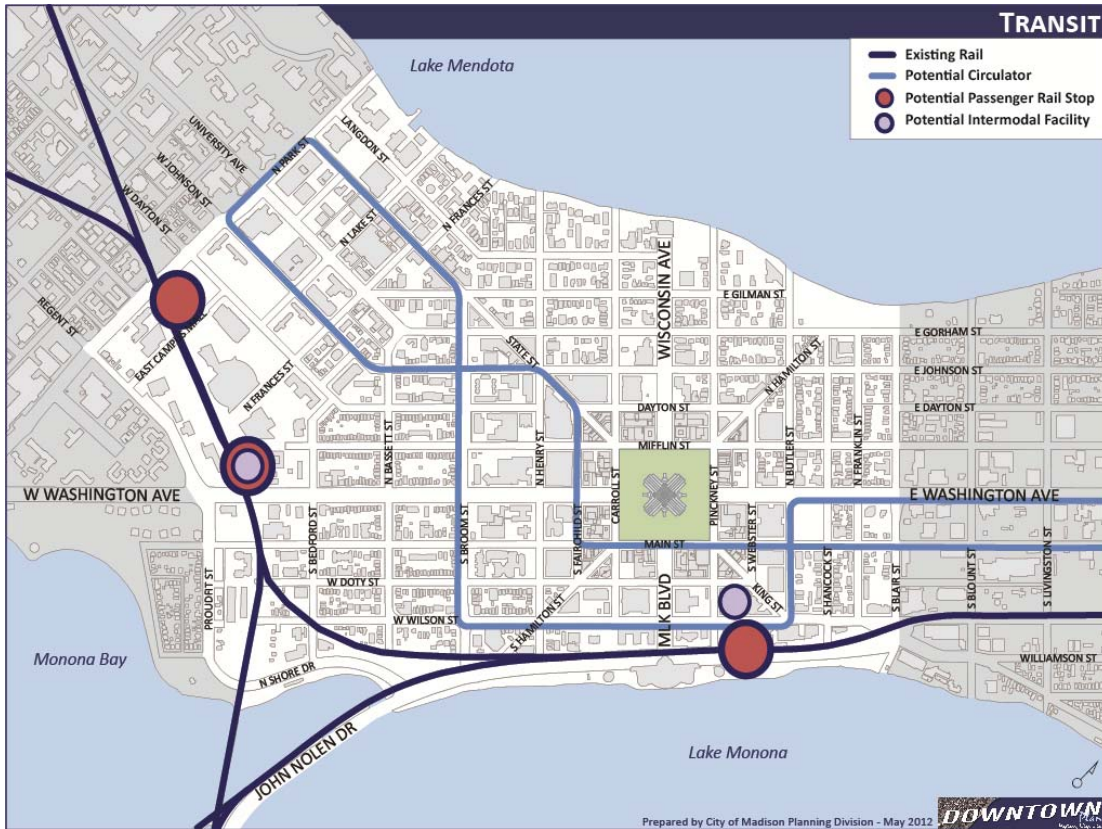 TRANSIT
Existing Rail
Potential Circulator
Potential Passenger Rail Stop
Potential Intermodal Facility
Lake Mendota
LANGDON ST
UNIVERSITY AVE
N PARK ST
W JOHNSON ST
W DAYTON ST
N FRANCES ST
N LAKE ST
WISCONSIN AVE
E GILMAN ST
REGENT ST
EAST CAMPUS MALL
STATE ST
E GORHAM ST
N HAMILTON ST
E JOHNSON ST
N FRANCES ST
DAYTON ST
E DAYTON ST
MIFFLIN ST
N BASSETT ST
N HENRY ST
CARROLL ST
PINCKNEY ST
N BUTLER ST
N FRANKLIN ST
W WASHINGTON AVE
E WASHINGTON AVE
S BEDFORD ST
S BROOM ST
S FAIRCHILD ST
MAIN ST
S WEBSTER ST
S HANCOCK ST
S BLAIR ST
S BLOUNT ST
S LIVINGSTON ST
PROUDFIT ST
W DOTY ST
KING ST
W WILSON ST
S HAMILTON ST
MLK BLVD
Monona Bay
N SHORE DR
WILLIAMSON ST
JOHN NOLEN DR
Lake Monona
Prepared by City of Madison Planning Division - May 2012
DOWNTOWN
Plan